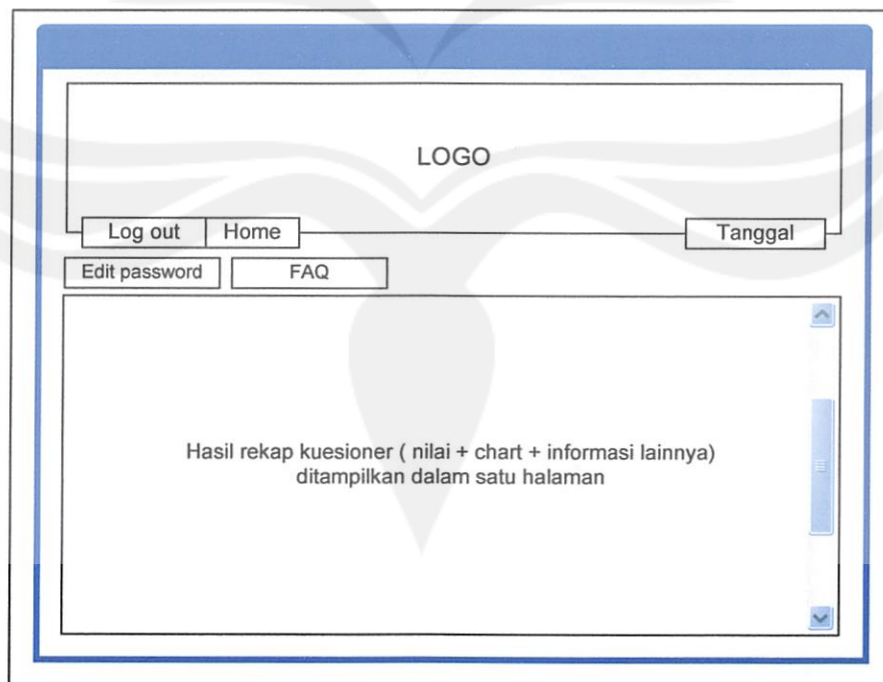 LOGO
Log out
Home
Tanggal
Edit password
FAQ
Hasil rekap kuesioner ( nilai + chart + informasi lainnya)
ditampilkan dalam satu halaman